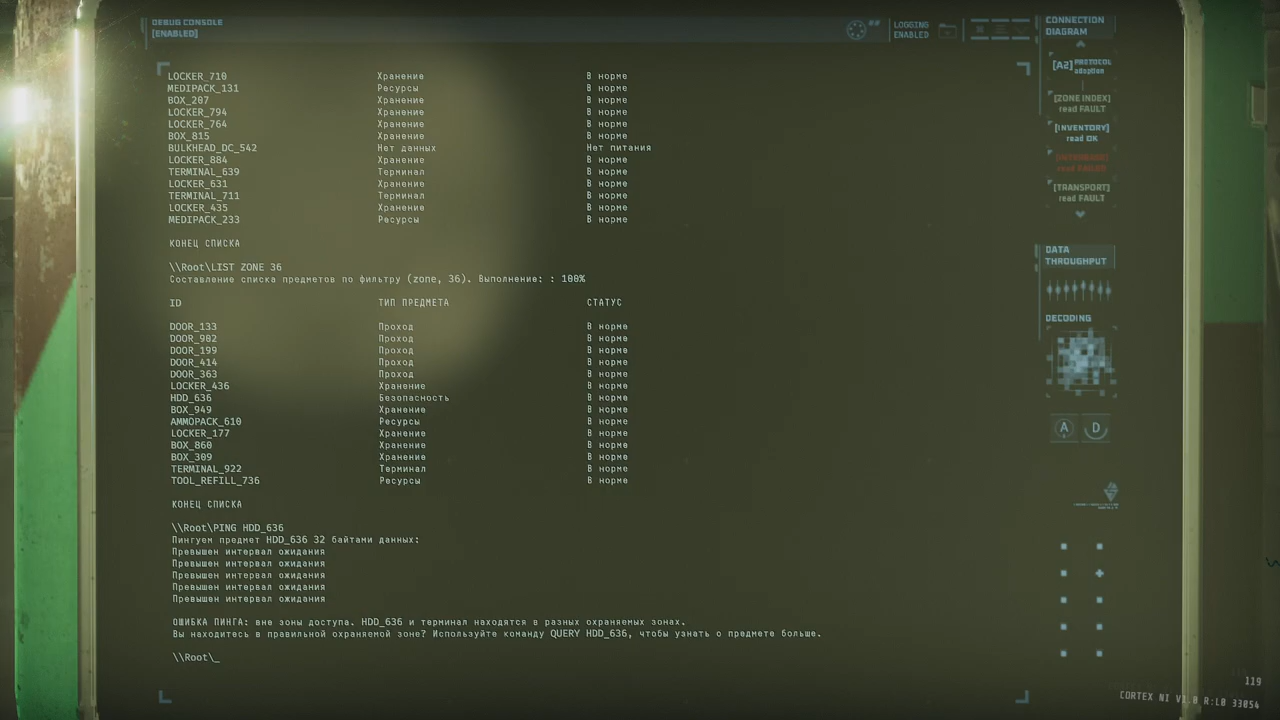 DEBUG CONSOLE
[ENABLED]
LOGGING
ENABLED
CONNECTION
DIAGRAM
LOCKER_710 Хранение В норме
MEDIPACK_131 Ресурсы В норме
BOX_207 Хранение В норме
LOCKER_794 Хранение В норме
LOCKER_764 Хранение В норме
BOX_815 Хранение В норме
BULKHEAD_DC_542 Нет данных Нет питания
LOCKER_884 Хранение В норме
TERMINAL_639 Терминал В норме
LOCKER_631 Хранение В норме
TERMINAL_711 Терминал В норме
LOCKER_435 Хранение В норме
MEDIPACK_233 Ресурсы В норме
КОНЕЦ СПИСКА
\\Root\LIST ZONE 36
Составление списка предметов по фильтру (zone, 36). Выполнение: : 100%
ID ТИП ПРЕДМЕТА СТАТУС
DOOR_133 Проход В норме
DOOR_902 Проход В норме
DOOR_199 Проход В норме
DOOR_414 Проход В норме
DOOR_363 Проход В норме
LOCKER_436 Хранение В норме
HDD_636 Безопасность В норме
BOX_949 Хранение В норме
AMMOPACK_610 Ресурсы В норме
LOCKER_177 Хранение В норме
BOX_860 Хранение В норме
BOX_309 Хранение В норме
TERMINAL_922 Терминал В норме
TOOL_REFILL_736 Ресурсы В норме
КОНЕЦ СПИСКА
\\Root\PING HDD_636
Пингуем предмет HDD_636 32 байтами данных:
Превышен интервал ожидания
Превышен интервал ожидания
Превышен интервал ожидания
Превышен интервал ожидания
Превышен интервал ожидания
ОШИБКА ПИНГА: вне зоны доступа. HDD_636 и терминал находятся в разных охраняемых зонах.
Вы находитесь в правильной охраняемой зоне? Используйте команду QUERY HDD_636, чтобы узнать о предмете больше.
\\Root\_
[A2] PROTOCOL
adoption
[ZONE INDEX]
read FAULT
[INVENTORY]
read OK
read FAILED
[TRANSPORT]
read FAULT
DATA
THROUGHPUT
DECODING
A D
119
CORTEX NI V1.0 R:L0 33054